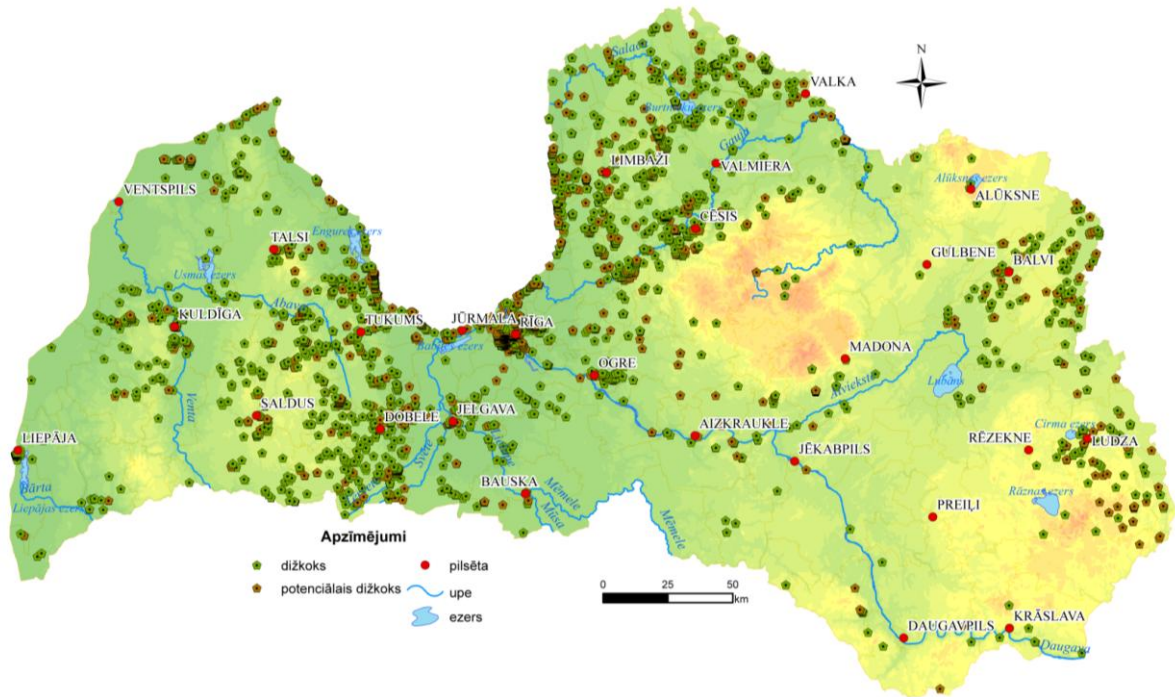 Salaca
N
VALKA
Burtnieku ezers
Gauja
LIMBAŽI
VALMIERA
Alūksnes ezers
ALŪKSNE
VENTSPILS
CĒSIS
TALSI
Engures ezers
GULBENE
BALVI
Usmas ezers
Abava
KULDĪGA
TUKUMS
JŪRMALA
RĪGA
Babītes ezers
MADONA
OGRE
Aiviekste
Lubāns
Venta
SALDUS
DOBELE
JELGAVA
AIZKRAUKLE
Cirma ezers
LUDZA
LIEPĀJA
Svēte
Lielupe
JĒKABPILS
RĒZEKNE
Bārta
Liepājas ezers
BAUSKA
Mēmele
Mūsa
Mēmele
Rāznas ezers
PREIĻI
Apzīmējumi
dižkoks
pilsēta
potenciālais dižkoks
upe
ezers
0 25 50
km
DAUGAVPILS
KRĀSLAVA
Daugava